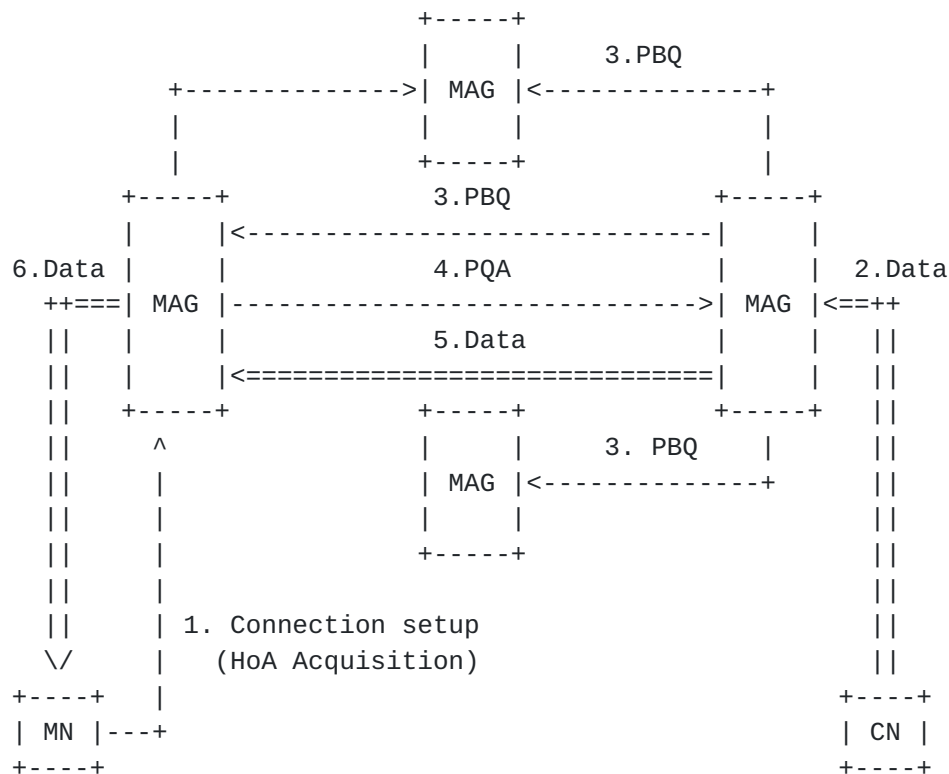 3.PBQ
MAG
3.PBQ
6.Data 4.PQA 2.Data
MAG MAG
5.Data
3. PBQ
MAG
1. Connection setup
(HoA Acquisition)
MN CN